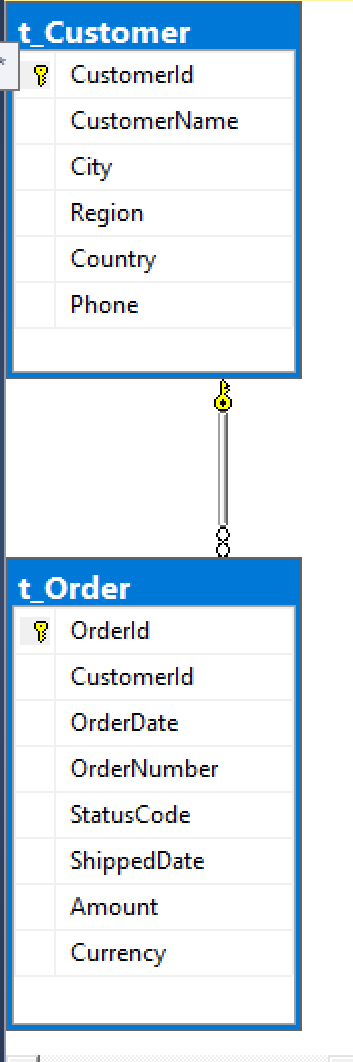 t_Customer
*
CustomerId
CustomerName
City
Region
Country
Phone
t_Order
OrderId
CustomerId
OrderDate
OrderNumber
StatusCode
ShippedDate
Amount
Currency